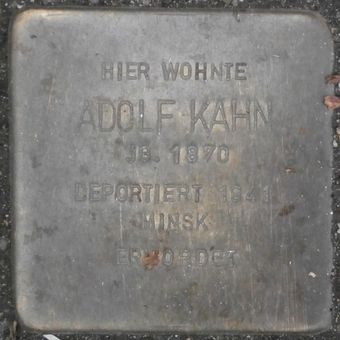 HIER WOHNTE
ADOLF KAHN
JG. 1870
DEPORTIERT 1941
MINSK
ERMORDET